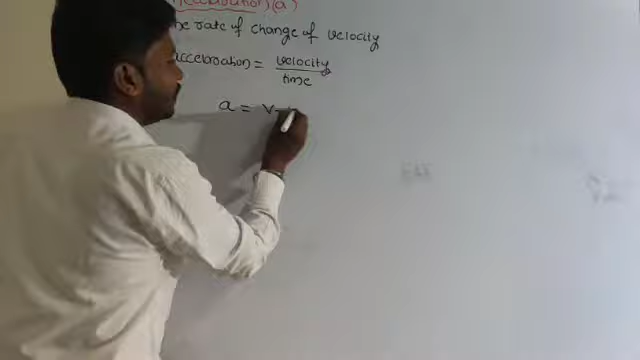 Acceleration (a)
The rate of change of velocity
acceleration = velocity
time
a = v-